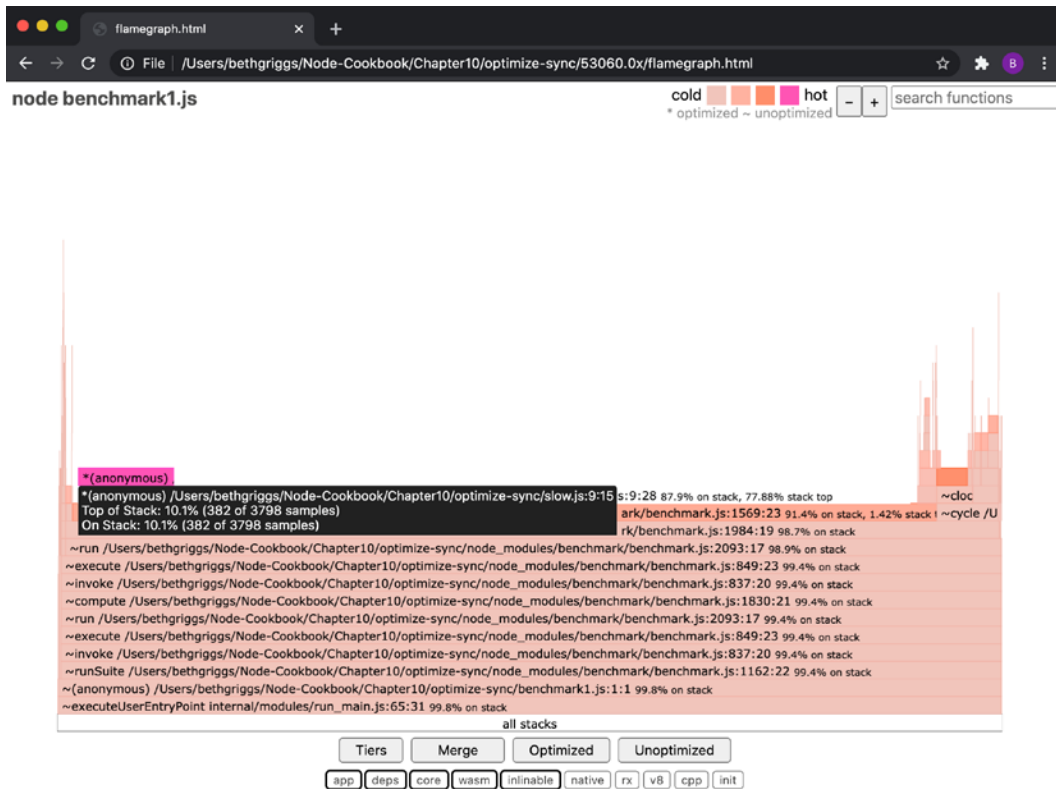 flamegraph.html
File /Users/bethgriggs/Node-Cookbook/Chapter10/optimize-sync/53060.0x/flamegraph.html B
node benchmark1.js
cold hot - + search functions
* optimized ~ unoptimized
*(anonymous)
*(anonymous) /Users/bethgriggs/Node-Cookbook/Chapter10/optimize-sync/slow.js:9:15
Top of Stack: 10.1% (382 of 3798 samples)
On Stack: 10.1% (382 of 3798 samples)
s:9:28 87.9% on stack, 77.88% stack top
~cloc
ark/benchmark.js:1569:23 91.4% on stack, 1.42% stack
~cycle /U
rk/benchmark.js:1984:19 98.7% on stack
~run /Users/bethgriggs/Node-Cookbook/Chapter10/optimize-sync/node_modules/benchmark/benchmark.js:2093:17 98.9% on stack
~execute /Users/bethgriggs/Node-Cookbook/Chapter10/optimize-sync/node_modules/benchmark/benchmark.js:849:23 99.4% on stack
~invoke /Users/bethgriggs/Node-Cookbook/Chapter10/optimize-sync/node_modules/benchmark/benchmark.js:837:20 99.4% on stack
~compute /Users/bethgriggs/Node-Cookbook/Chapter10/optimize-sync/node_modules/benchmark/benchmark.js:1830:21 99.4% on stack
~run /Users/bethgriggs/Node-Cookbook/Chapter10/optimize-sync/node_modules/benchmark/benchmark.js:2093:17 99.4% on stack
~execute /Users/bethgriggs/Node-Cookbook/Chapter10/optimize-sync/node_modules/benchmark/benchmark.js:849:23 99.4% on stack
~invoke /Users/bethgriggs/Node-Cookbook/Chapter10/optimize-sync/node_modules/benchmark/benchmark.js:837:20 99.4% on stack
~runSuite /Users/bethgriggs/Node-Cookbook/Chapter10/optimize-sync/node_modules/benchmark/benchmark.js:1162:22 99.4% on stack
~(anonymous) /Users/bethgriggs/Node-Cookbook/Chapter10/optimize-sync/benchmark1.js:1:1 99.8% on stack
~executeUserEntryPoint internal/modules/run_main.js:65:31 99.8% on stack
all stacks
Tiers Merge Optimized Unoptimized
app deps core wasm inlinable native rx v8 cpp init